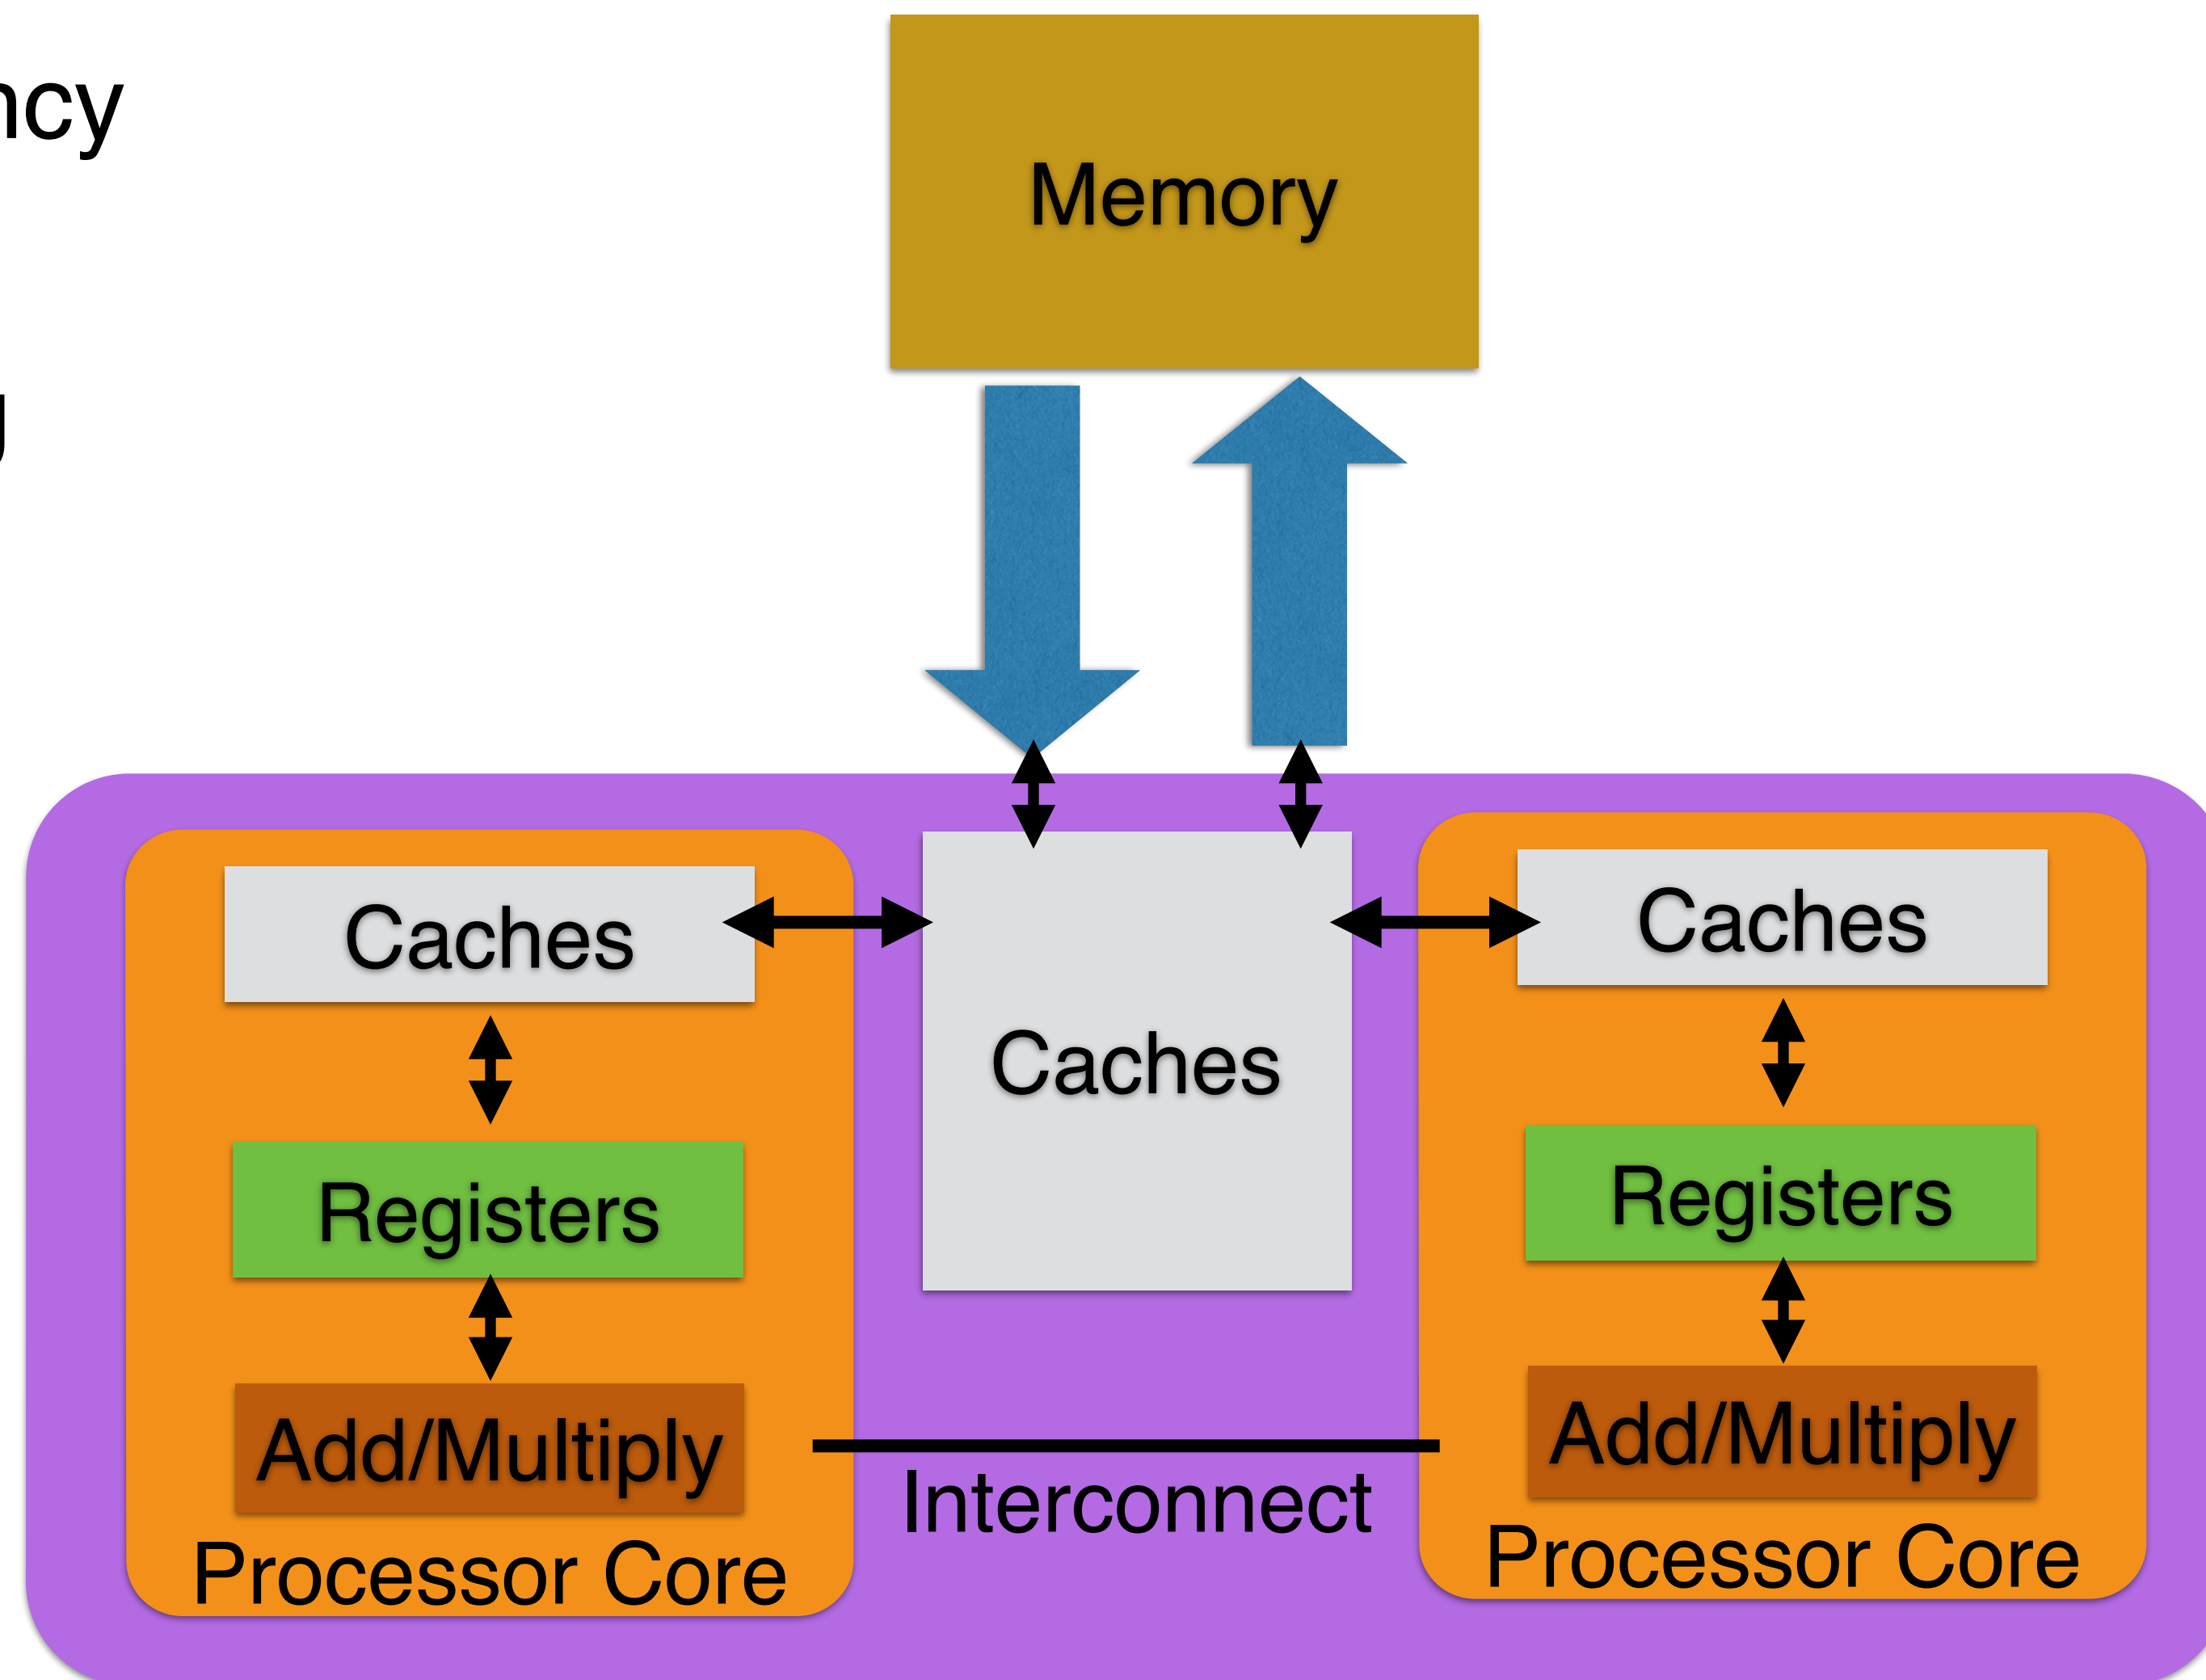 ncy
Memory
g
Caches
Caches
Caches
Registers
Registers
Add/Multiply
Add/Multiply
Interconnect
Processor Core
Processor Core